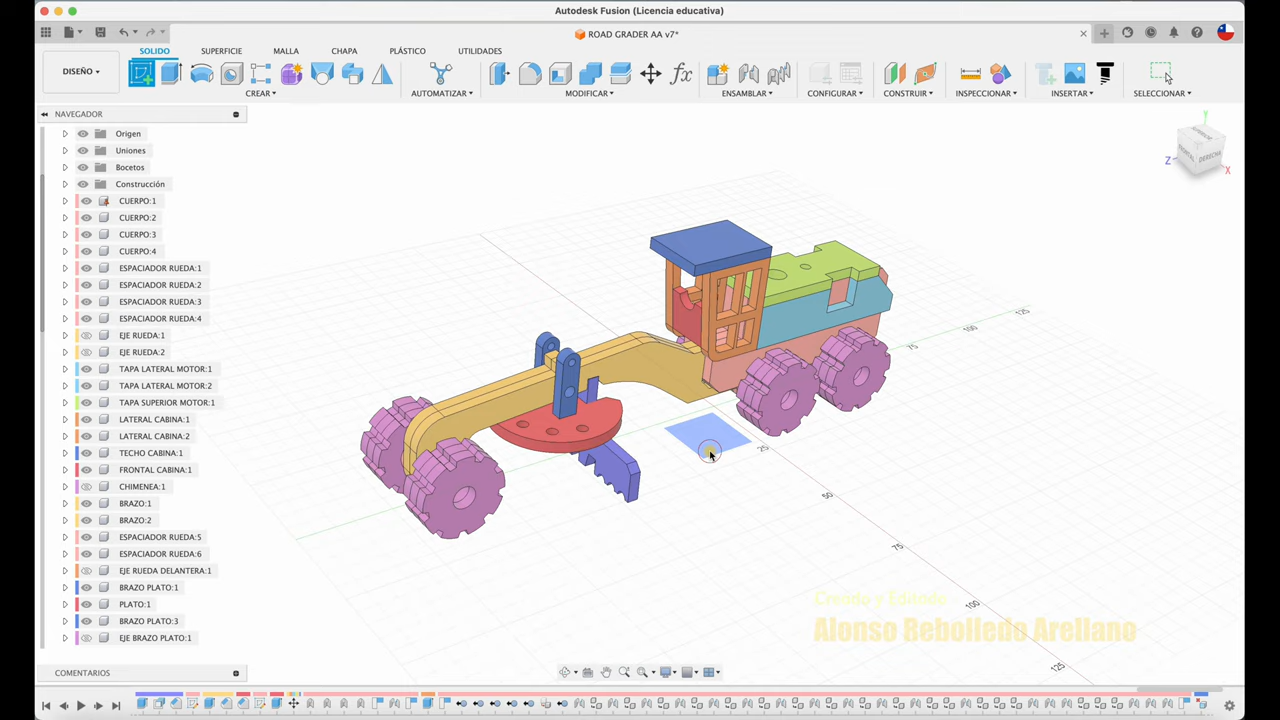 Autodesk Fusion (Licencia educativa)
ROAD GRADER AA v7*
SOLIDO SUPERFICIE MALLA CHAPA PLÁSTICO UTILIDADES
DISEÑO
CREAR AUTOMATIZAR MODIFICAR ENSAMBLAR CONFIGURAR CONSTRUIR INSPECCIONAR INSERTAR SELECCIONAR
NAVEGADOR
Origen
Uniones
Bocetos
Construcción
CUERPO:1
CUERPO:2
CUERPO:3
CUERPO:4
ESPACIADOR RUEDA:1
ESPACIADOR RUEDA:2
ESPACIADOR RUEDA:3
ESPACIADOR RUEDA:4
EJE RUEDA:1
EJE RUEDA:2
TAPA LATERAL MOTOR:1
TAPA LATERAL MOTOR:2
TAPA SUPERIOR MOTOR:1
LATERAL CABINA:1
LATERAL CABINA:2
TECHO CABINA:1
FRONTAL CABINA:1
CHIMENEA:1
BRAZO:1
BRAZO:2
ESPACIADOR RUEDA:5
ESPACIADOR RUEDA:6
EJE RUEDA DELANTERA:1
BRAZO PLATO:1
PLATO:1
BRAZO PLATO:3
EJE BRAZO PLATO:1
COMENTARIOS
Y
SUPERIOR
FRONTAL DERECHA
Z
X
125
100
75
25
50
75
100
125
Creado y Editado
Alonso Rebolledo Arellano